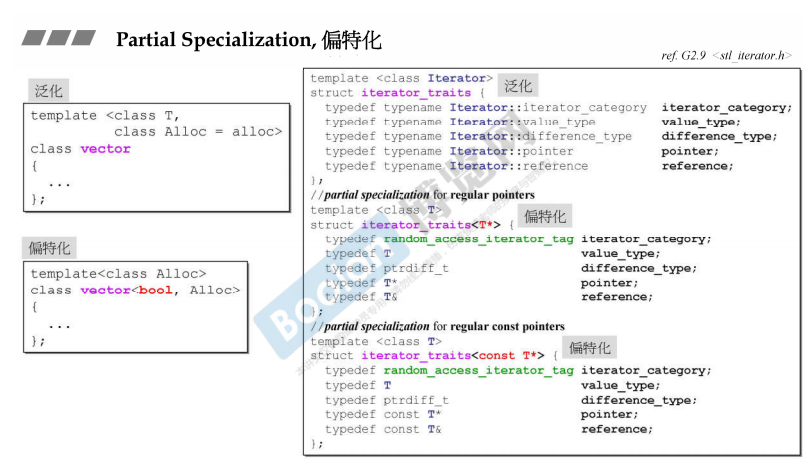 Partial Specialization, 偏特化
ref. G2.9 <stl_iterator.h>
泛化
template <class T,
class Alloc = alloc>
class vector
{
...
};
偏特化
template<class Alloc>
class vector<bool, Alloc>
{
...
};
template <class Iterator>
泛化
struct iterator_traits {
typedef typename Iterator::iterator_category iterator_category;
typedef typename Iterator::value_type value_type;
typedef typename Iterator::difference_type difference_type;
typedef typename Iterator::pointer pointer;
typedef typename Iterator::reference reference;
};
//partial specialization for regular pointers
template <class T>
偏特化
struct iterator_traits<T*> {
typedef random_access_iterator_tag iterator_category;
typedef T value_type;
typedef ptrdiff_t difference_type;
typedef T* pointer;
typedef T& reference;
};
//partial specialization for regular const pointers
template <class T>
偏特化
struct iterator_traits<const T*> {
typedef random_access_iterator_tag iterator_category;
typedef T value_type;
typedef ptrdiff_t difference_type;
typedef const T* pointer;
typedef const T& reference;
};
Boolan 博览网